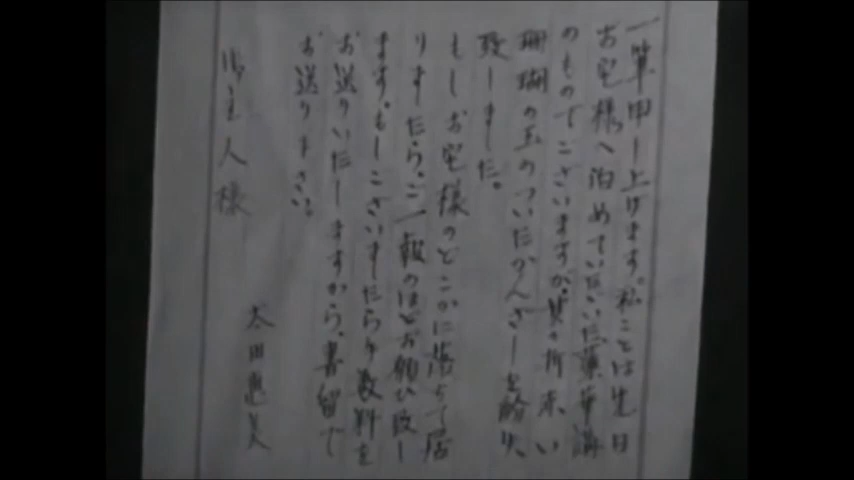 一筆申し上げます。私ことは先日
お宅様へ泊めていたゞいた蓮華講
のものでございますが、其の折赤い
珊瑚の玉のついたかんざしを紛失
致しました。
もしお宅様のどこかに落ちて居
りましたら、ご一報のほどお願ひ致し
ます。もしございましたら手数料を
お送りいたしますから、書留で
お送り下さい。
御主人様
太田恵美